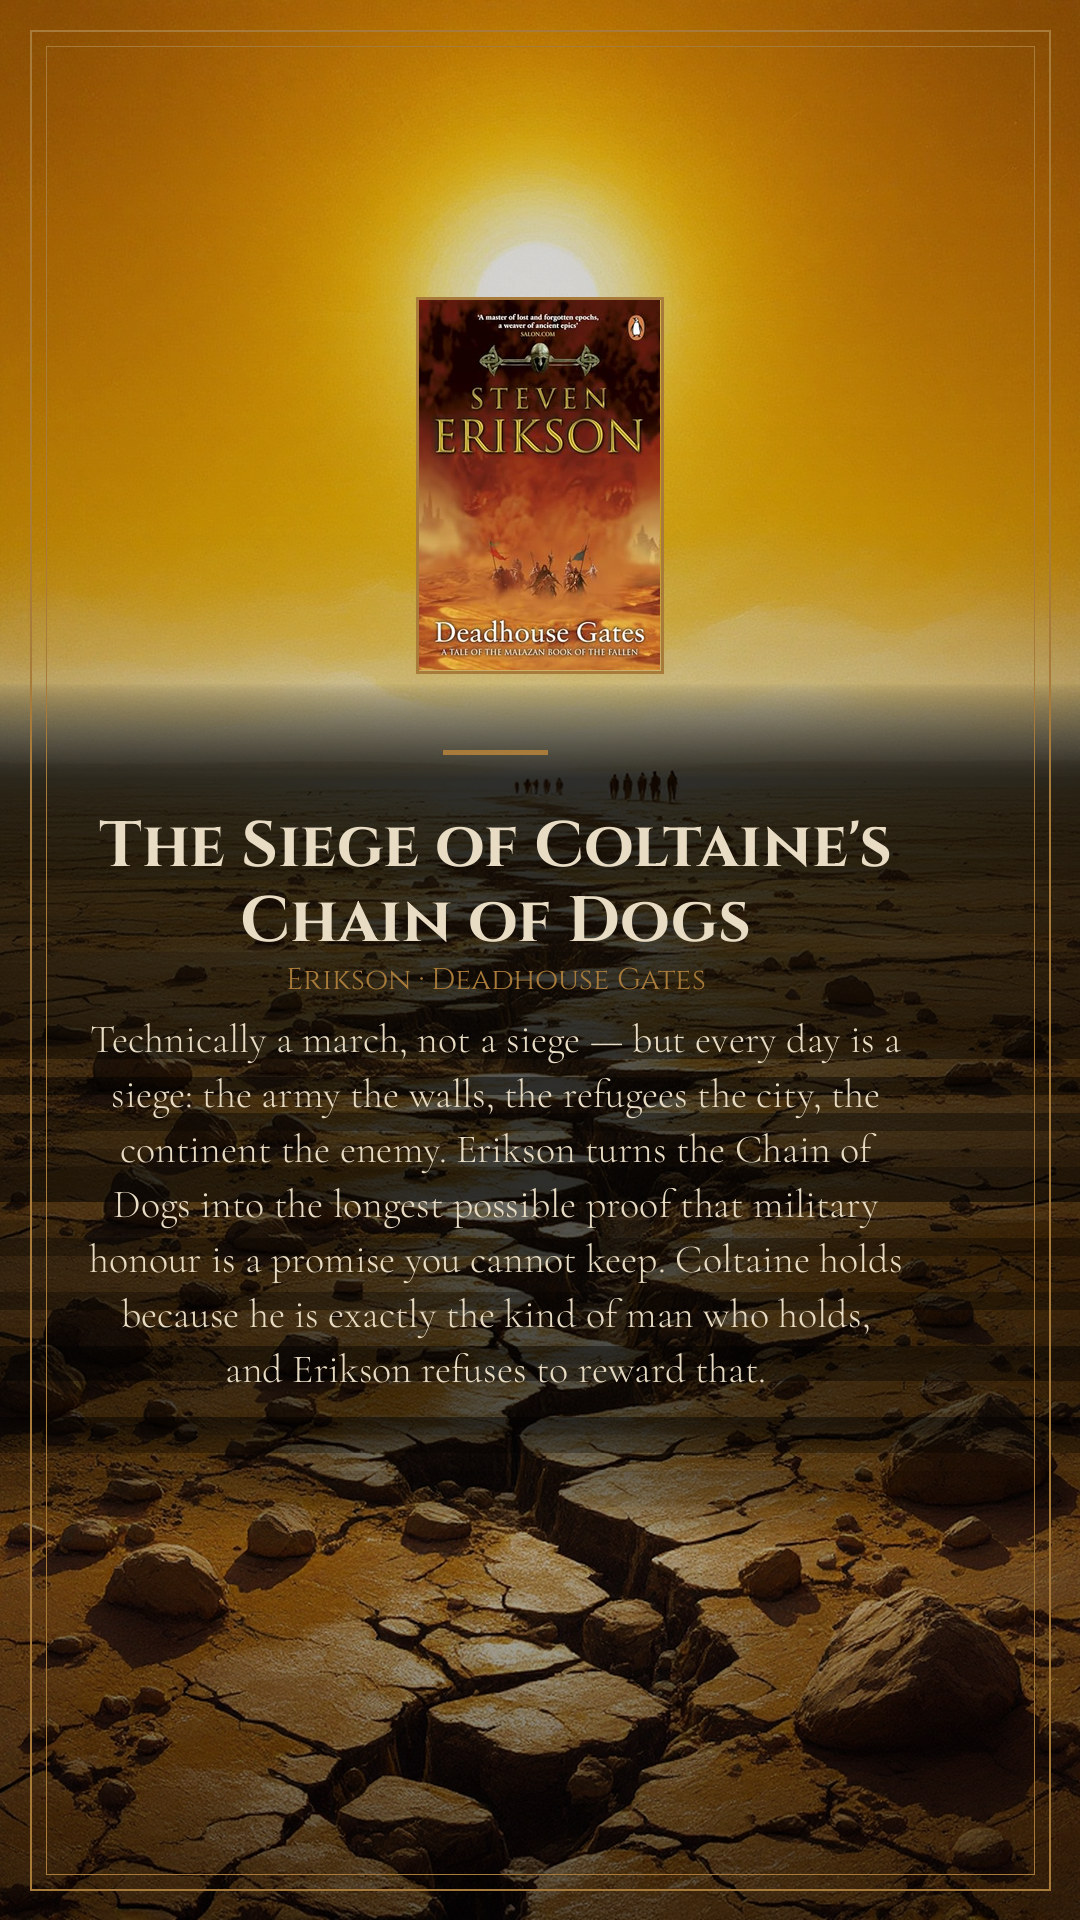 'A master of lost and forgotten epochs,
a weaver of ancient epics'
SALON.COM
STEVEN
ERIKSON
Deadhouse Gates
A TALE OF THE MALAZAN BOOK OF THE FALLEN
The Siege of Coltaine's
Chain of Dogs
Erikson · Deadhouse Gates
Technically a march, not a siege — but every day is a
siege: the army the walls, the refugees the city, the
continent the enemy. Erikson turns the Chain of
Dogs into the longest possible proof that military
honour is a promise you cannot keep. Coltaine holds
because he is exactly the kind of man who holds,
and Erikson refuses to reward that.